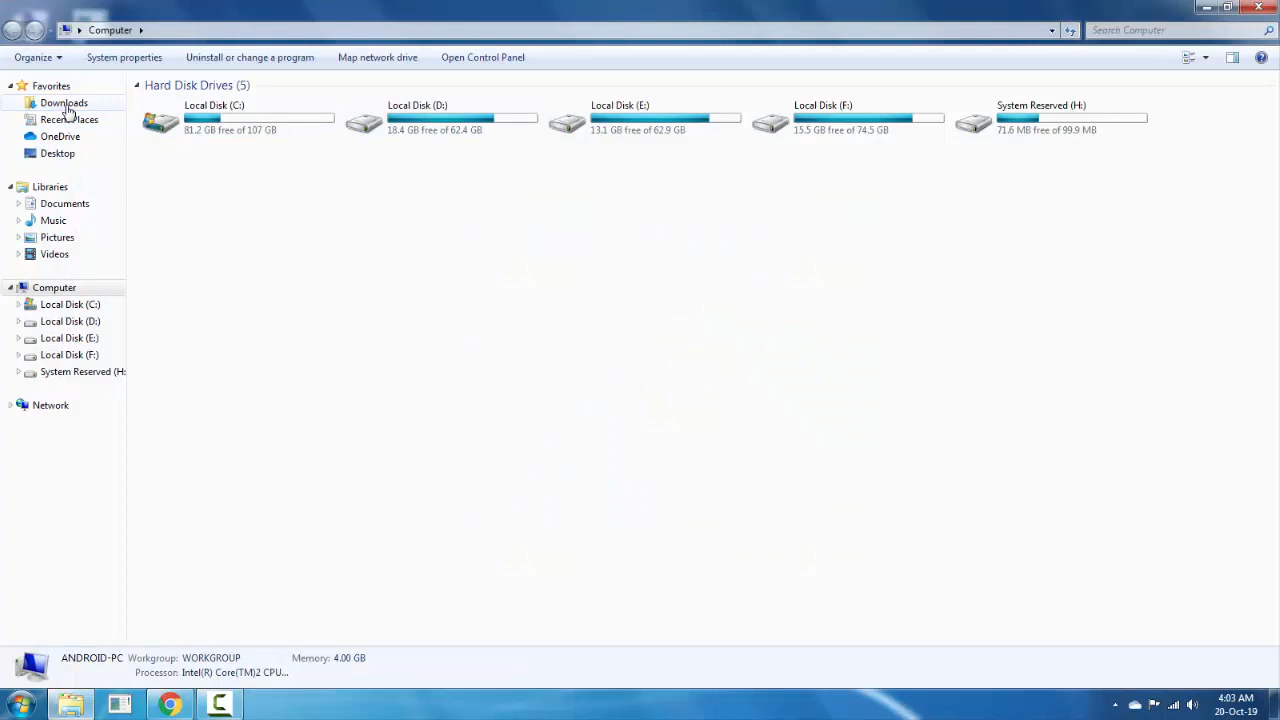 Computer
Search Computer
Organize System properties Uninstall or change a program Map network drive Open Control Panel
Favorites
Downloads
Recent Places
OneDrive
Desktop
Libraries
Documents
Music
Pictures
Videos
Computer
Local Disk (C:)
Local Disk (D:)
Local Disk (E:)
Local Disk (F:)
System Reserved (H:
Network
Hard Disk Drives (5)
Local Disk (C:)
81.2 GB free of 107 GB
Local Disk (D:)
18.4 GB free of 62.4 GB
Local Disk (E:)
13.1 GB free of 62.9 GB
Local Disk (F:)
15.5 GB free of 74.5 GB
System Reserved (H:)
71.6 MB free of 99.9 MB
ANDROID-PC Workgroup: WORKGROUP Memory: 4.00 GB
Processor: Intel(R) Core(TM)2 CPU...
4:03 AM
20-Oct-19